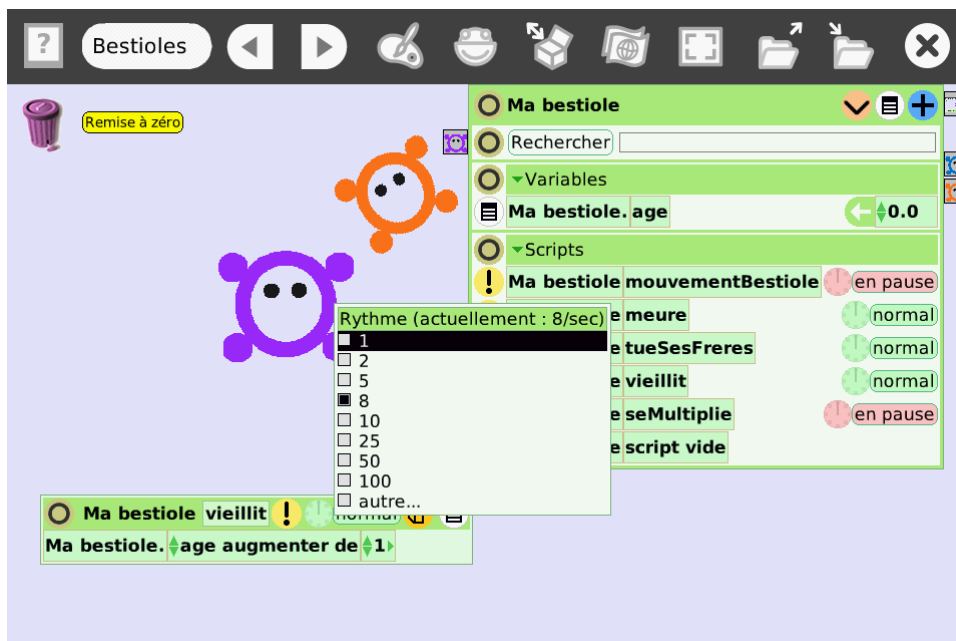 ?
Bestioles
Remise à zéro
Ma bestiole
Rechercher
Variables
Ma bestiole. age 0.0
Scripts
! Ma bestiole mouvementBestiole en pause
e meure normal
e tueSesFreres normal
e vieillit normal
e seMultiplie en pause
e script vide
Rythme (actuellement : 8/sec)
1
2
5
8
10
25
50
100
autre...
Ma bestiole vieillit ! normal
Ma bestiole. age augmenter de 1